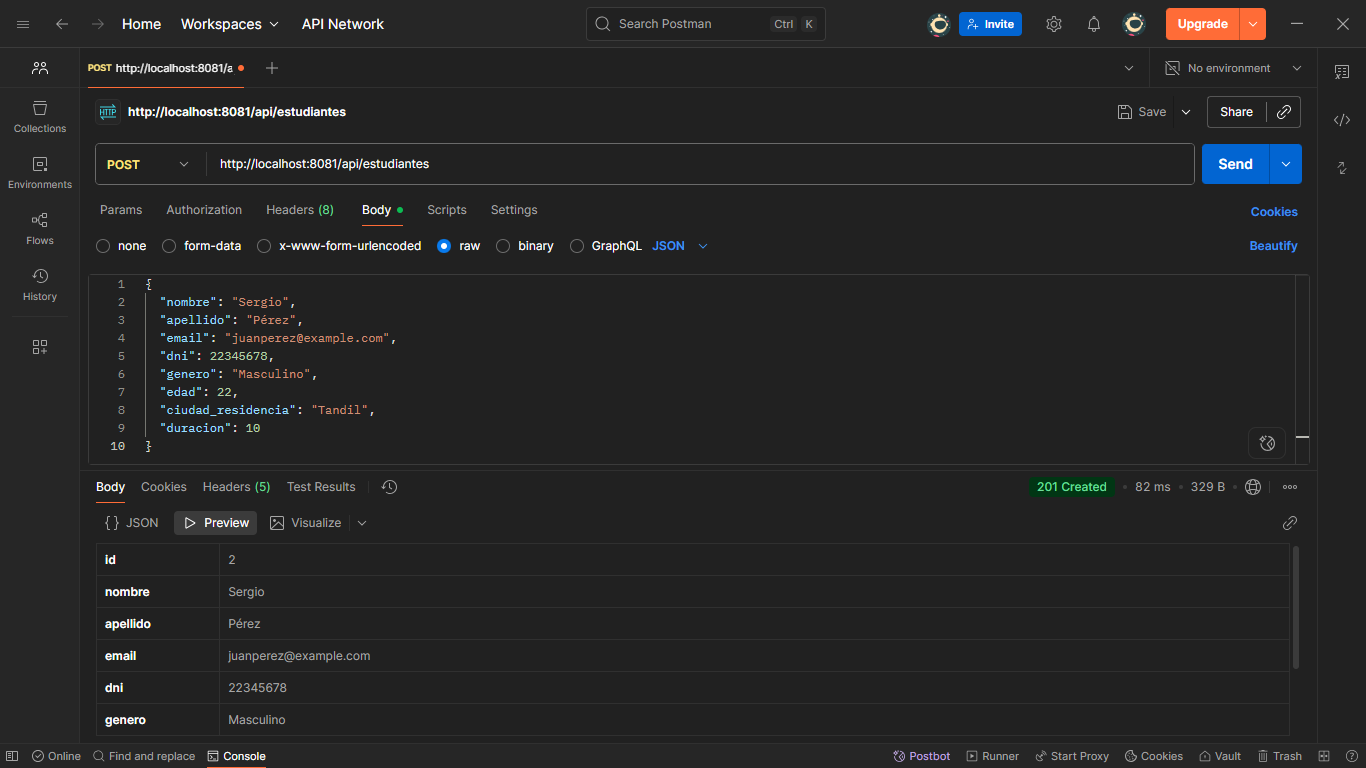 Home Workspaces API Network Search Postman Ctrl K Invite Upgrade
POST http://localhost:8081/a No environment
HTTP http://localhost:8081/api/estudiantes Save Share
POST http://localhost:8081/api/estudiantes Send
Params Authorization Headers (8) Body Scripts Settings Cookies
none form-data x-www-form-urlencoded raw binary GraphQL JSON Beautify
Collections
Environments
Flows
History
1 {
2 "nombre": "Sergio",
3 "apellido": "Pérez",
4 "email": "juanperez@example.com",
5 "dni": 22345678,
6 "genero": "Masculino",
7 "edad": 22,
8 "ciudad_residencia": "Tandil",
9 "duracion": 10
10 }
Body Cookies Headers (5) Test Results 201 Created • 82 ms • 329 B •
{} JSON Preview Visualize
id 2
nombre Sergio
apellido Pérez
email juanperez@example.com
dni 22345678
genero Masculino
Online Find and replace Console Postbot Runner Start Proxy Cookies Vault Trash